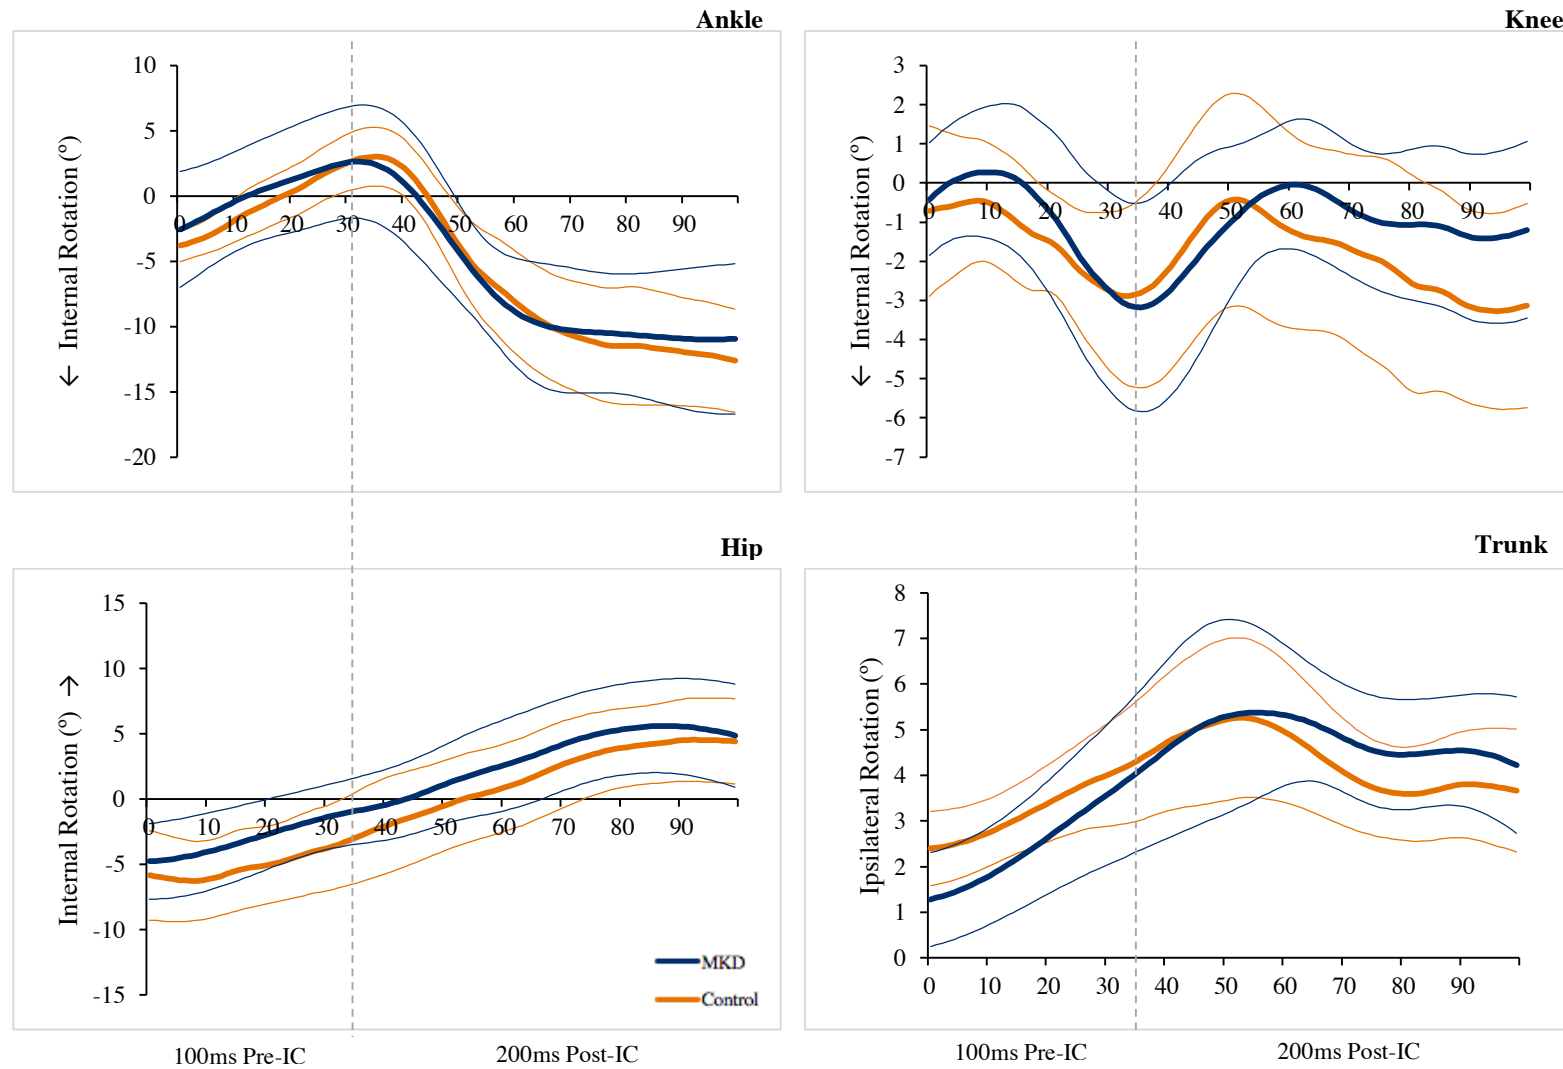 Ankle
10
5
0
-5
-10
-15
-20
0 10 20 30 40 50 60 70 80 90
← Internal Rotation (°)
Knee
3
2
1
0
-1
-2
-3
-4
-5
-6
-7
0 10 20 30 40 50 60 70 80 90
← Internal Rotation (°)
Hip
15
10
5
0
-5
-10
-15
0 10 20 30 40 50 60 70 80 90
Internal Rotation (°) →
MKD
Control
Trunk
8
7
6
5
4
3
2
1
0
0 10 20 30 40 50 60 70 80 90
Ipsilateral Rotation (°)
100ms Pre-IC
200ms Post-IC
100ms Pre-IC
200ms Post-IC